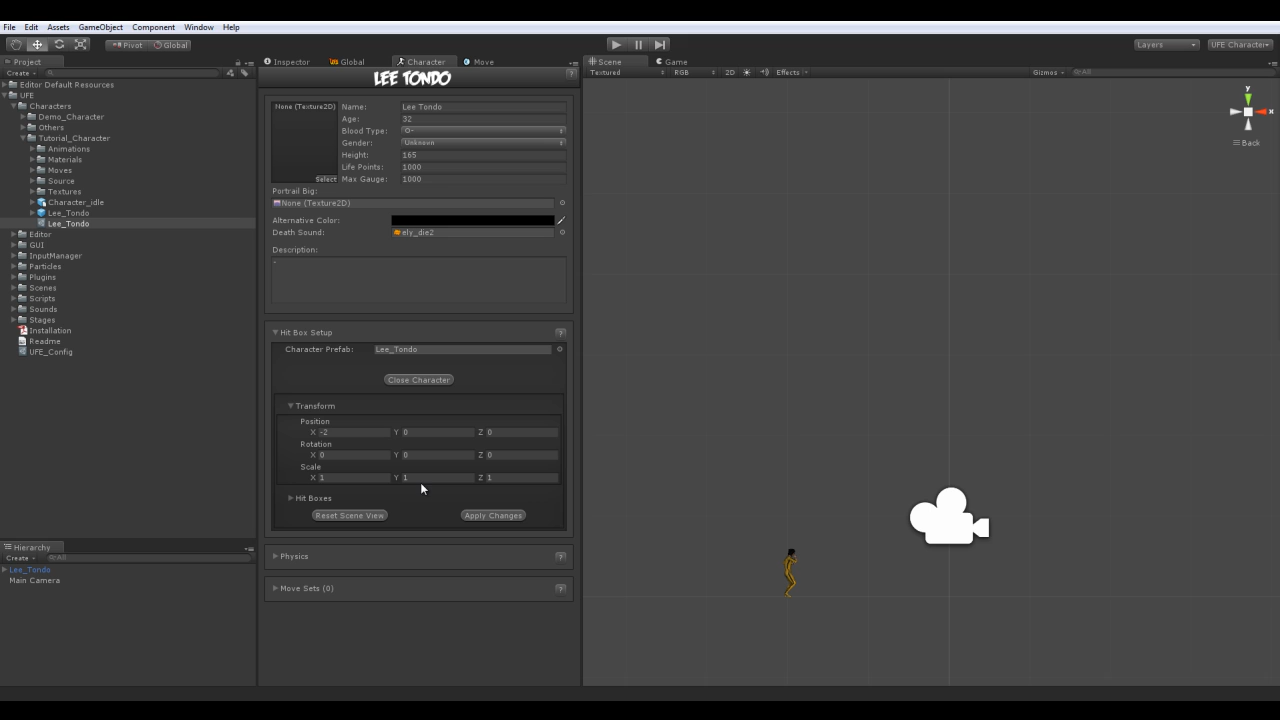 File Edit Assets GameObject Component Window Help
Pivot Global Layers UFE Character
Project Inspector Global Character Move Scene Game
Create Textured RGB 2D Effects Gizmos All
LEE TONDO
Editor Default Resources
UFE
Characters
Demo_Character
Others
Tutorial_Character
Animations
Materials
Moves
Source
Textures
Character_idle
Lee_Tondo
Lee_Tondo
Editor
GUI
InputManager
Particles
Plugins
Scenes
Scripts
Sounds
Stages
Installation
Readme
UFE_Config
Hierarchy
Create All
Lee_Tondo
Main Camera
None (Texture2D)
Select
Name: Lee Tondo
Age: 32
Blood Type: O-
Gender: Unknown
Height: 165
Life Points: 1000
Max Gauge: 1000
Portrail Big:
None (Texture2D)
Alternative Color:
Death Sound: ely_die2
Description:
-
Hit Box Setup ?
Character Prefab: Lee_Tondo
Close Character
Transform
Position
X -2 Y 0 Z 0
Rotation
X 0 Y 0 Z 0
Scale
X 1 Y 1 Z 1
Hit Boxes
Reset Scene View Apply Changes
Physics ?
Move Sets (0) ?
y
x
Back